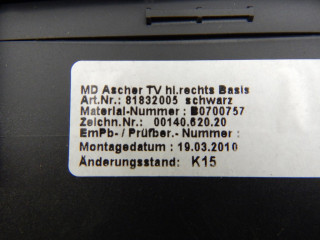 MD Ascher TV hl.rechts Basis
Art.Nr.: 81832005 schwarz
Material-Nummer : B0700757
Zeichn.Nr.: 00140.620.20
EmPb-/ Prüfber.- Nummer :
Montagedatum : 19.03.2010
Änderungsstand: K15